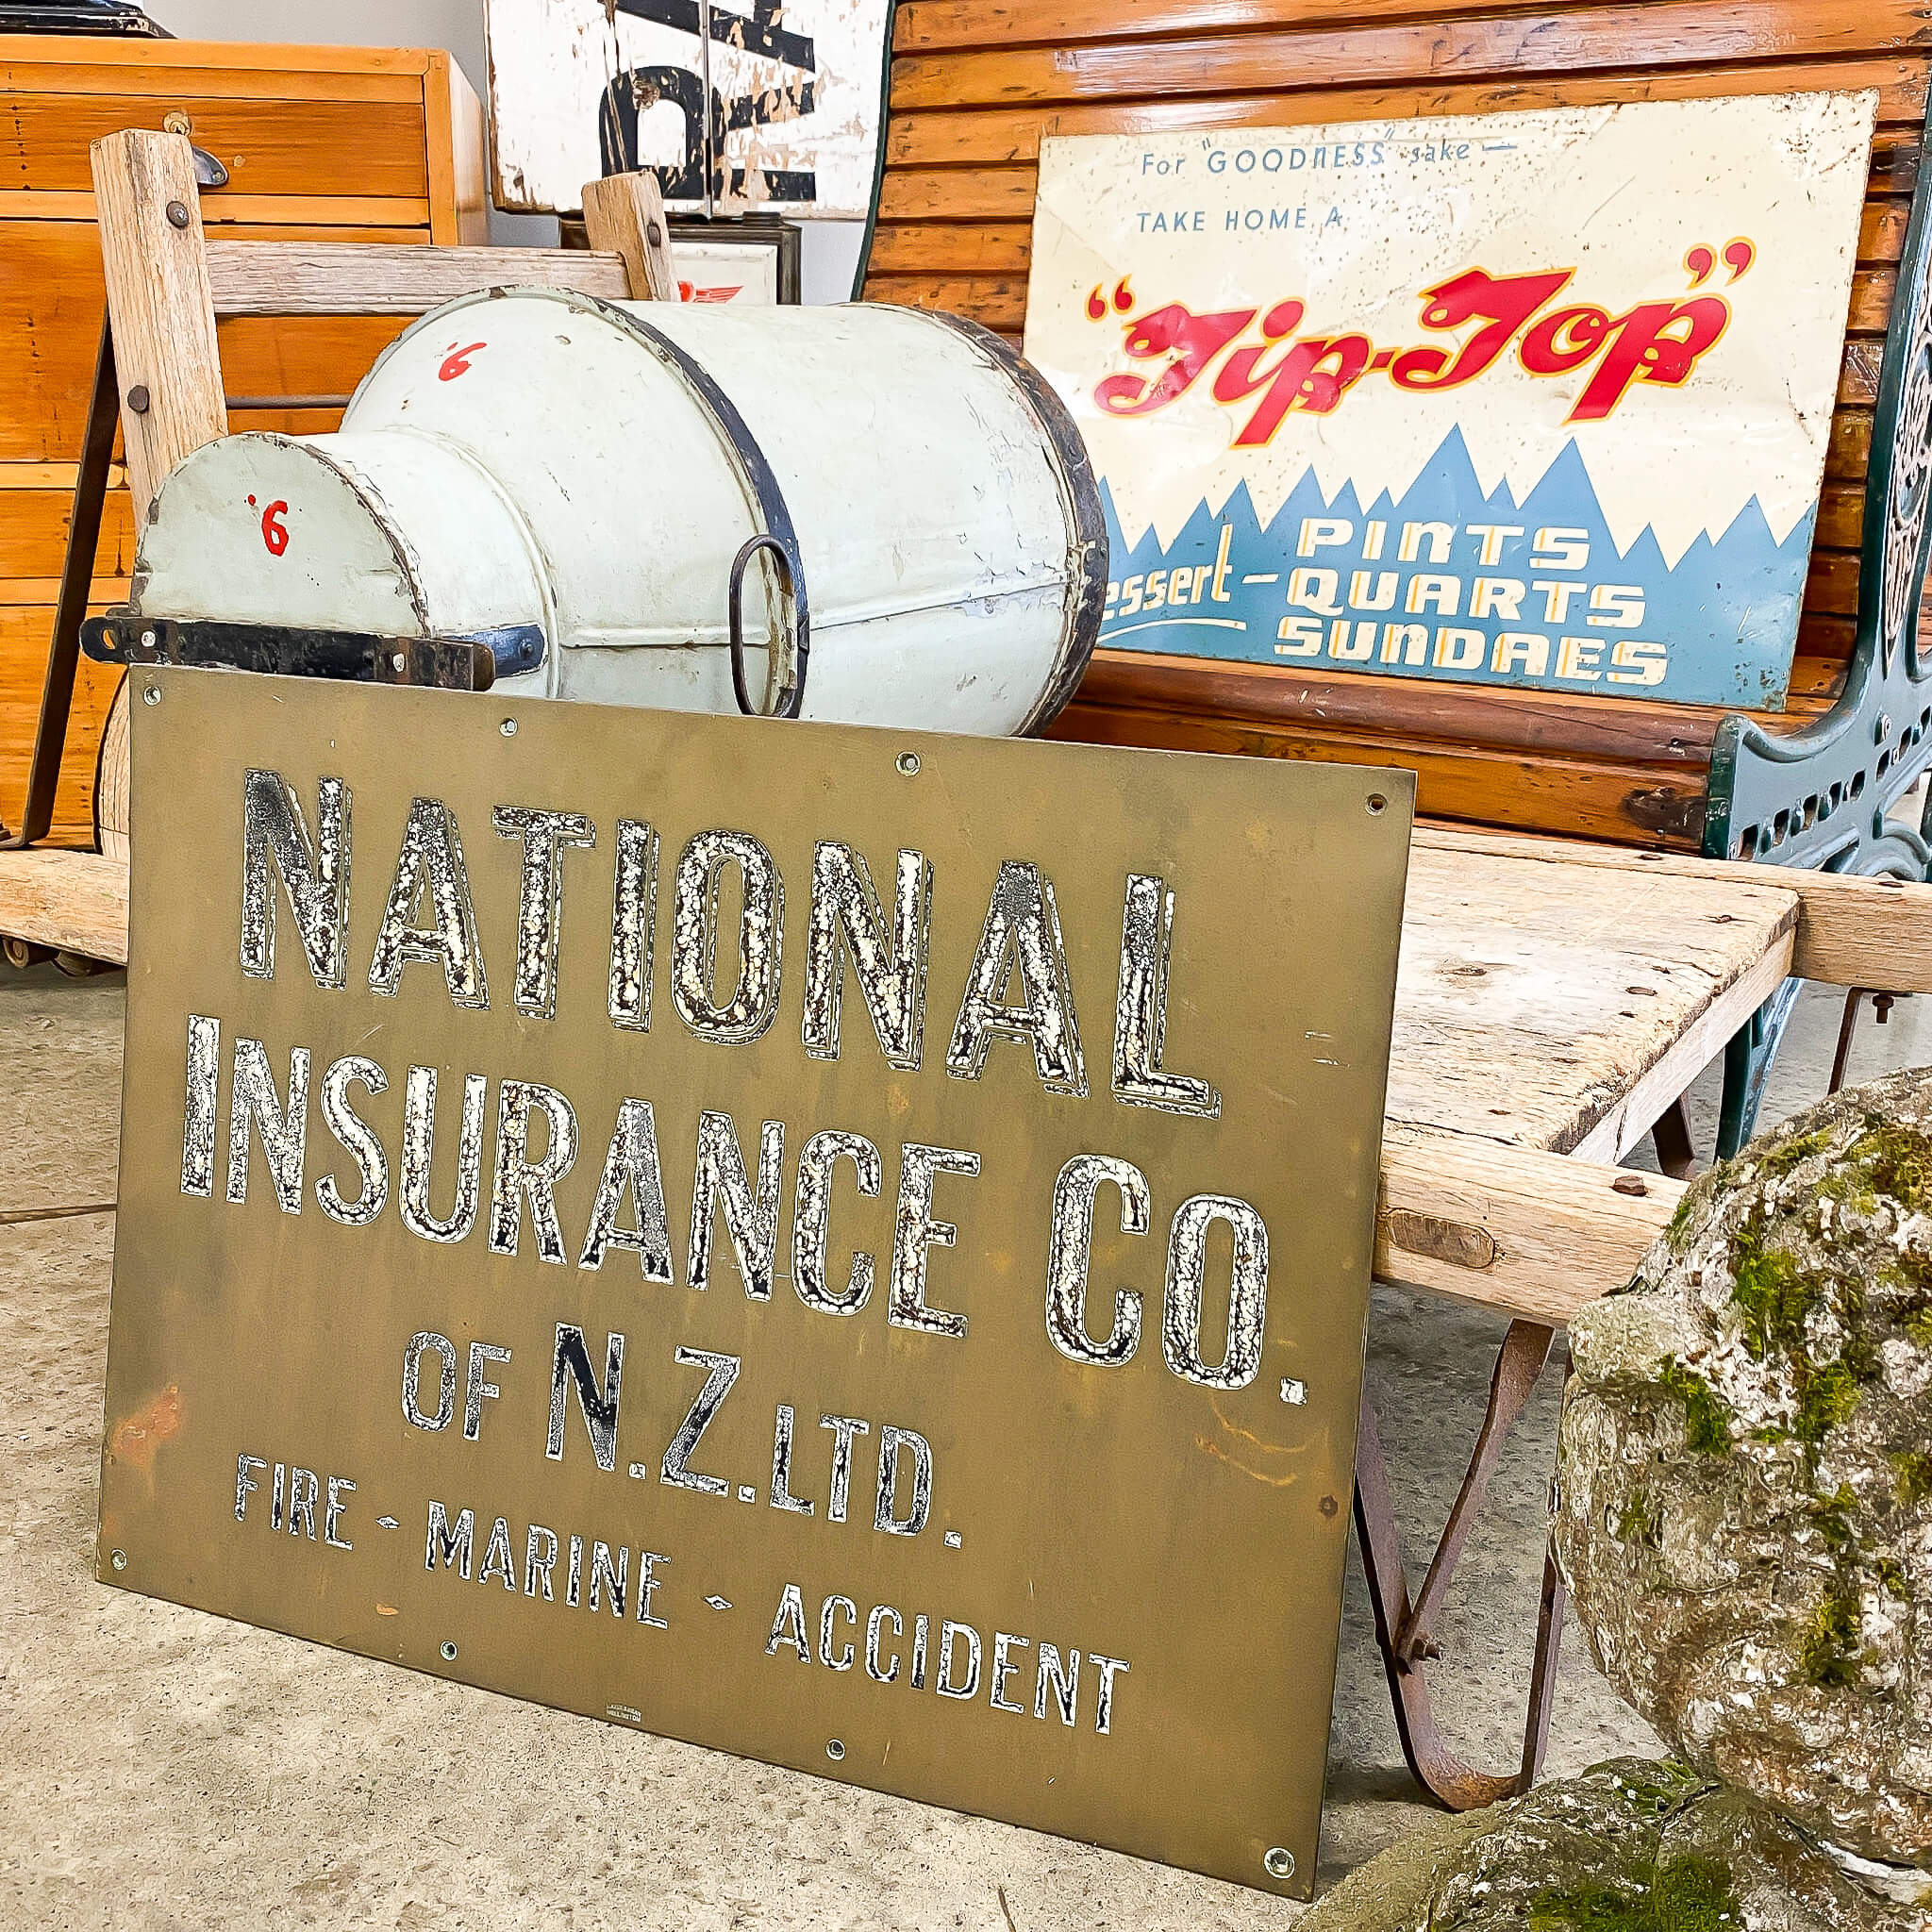 For "GOODNESS" sake —
TAKE HOME A
"Tip-Top"
PINTS
essert – QUARTS
SUNDAES
'6
'6
NATIONAL
INSURANCE CO.
OF N.Z. LTD.
FIRE - MARINE - ACCIDENT
WELLINGTON